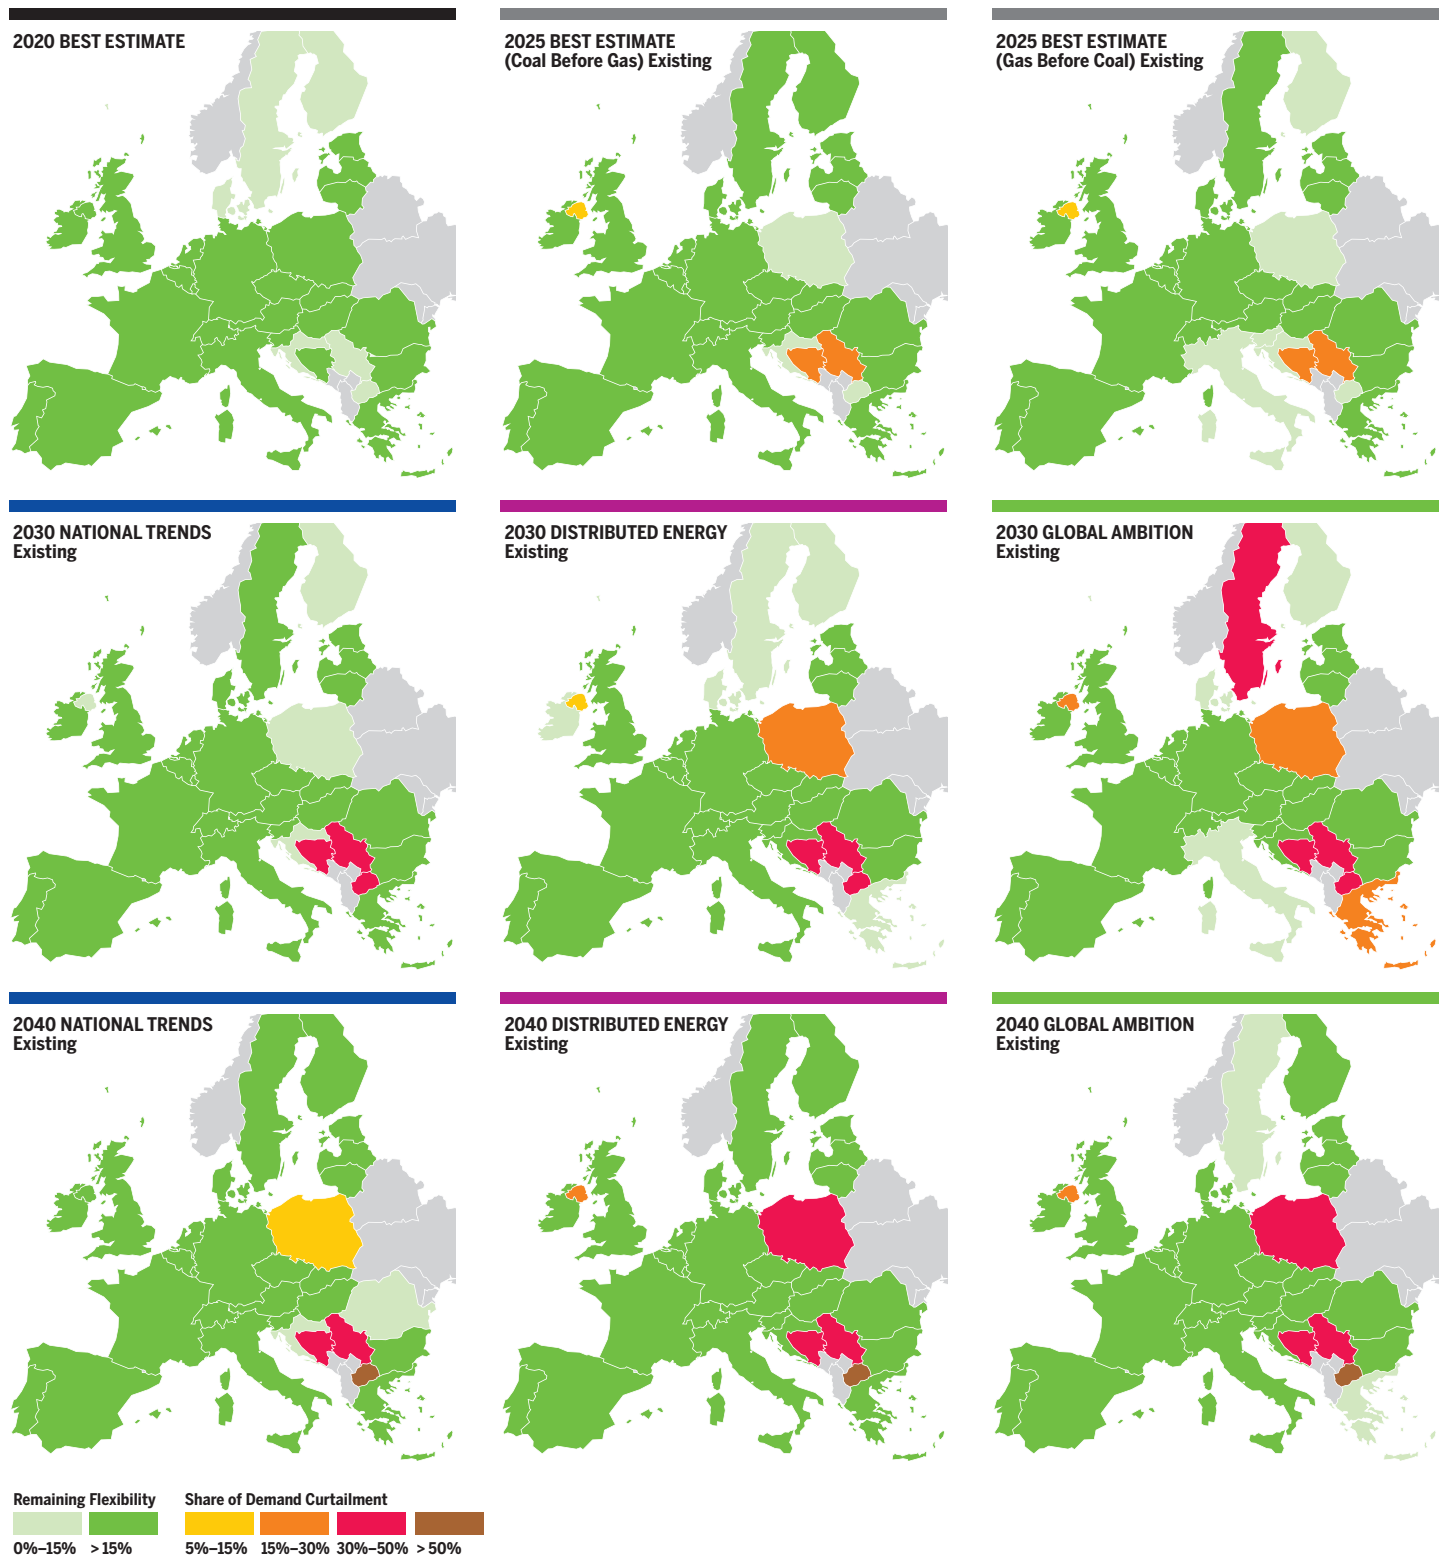 2020 BEST ESTIMATE
2025 BEST ESTIMATE
(Coal Before Gas) Existing
2025 BEST ESTIMATE
(Gas Before Coal) Existing
2030 NATIONAL TRENDS
Existing
2030 DISTRIBUTED ENERGY
Existing
2030 GLOBAL AMBITION
Existing
2040 NATIONAL TRENDS
Existing
2040 DISTRIBUTED ENERGY
Existing
2040 GLOBAL AMBITION
Existing
Remaining Flexibility
0%–15% > 15%
Share of Demand Curtailment
5%–15% 15%–30% 30%–50% > 50%